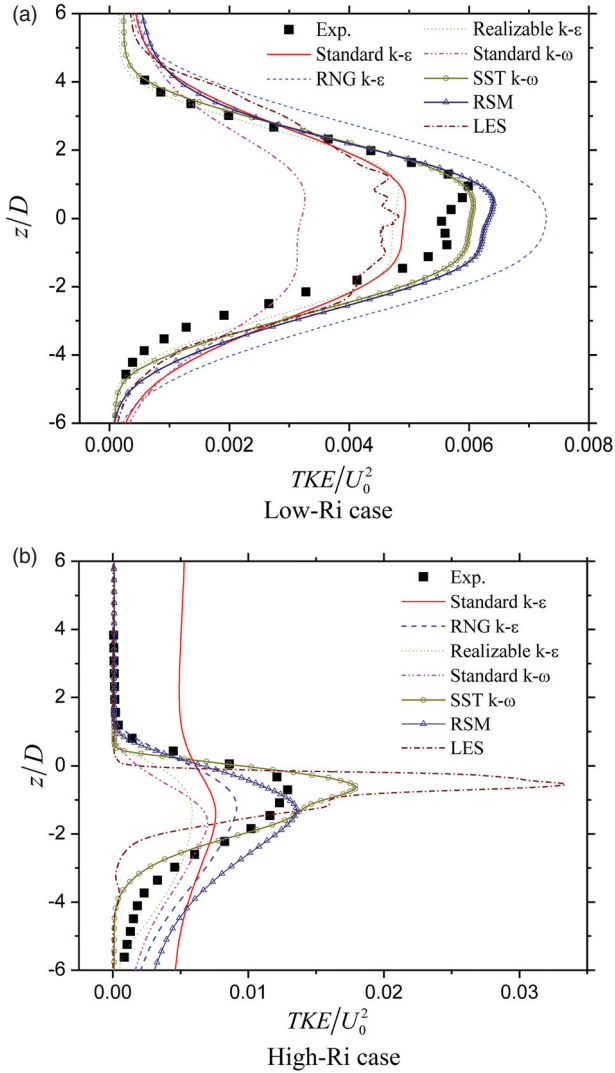 (a)
6
4
2
0
-2
-4
-6
z/D
Exp.
Standard k-ε
RNG k-ε
Realizable k-ε
Standard k-ω
SST k-ω
RSM
LES
0.000 0.002 0.004 0.006 0.008
TKE/U₀²
Low-Ri case
(b)
6
4
2
0
-2
-4
-6
z/D
Exp.
Standard k-ε
RNG k-ε
Realizable k-ε
Standard k-ω
SST k-ω
RSM
LES
0.00 0.01 0.02 0.03
TKE/U₀²
High-Ri case